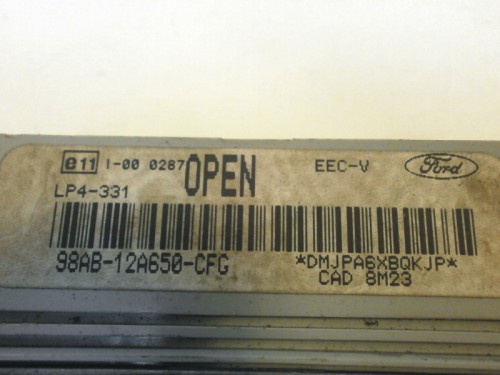 e11 I-00 0287 OPEN EEC-V Ford
LP4-331
98AB-12A650-CFG *DMJPA6XBQKJP*
CAD 8M23